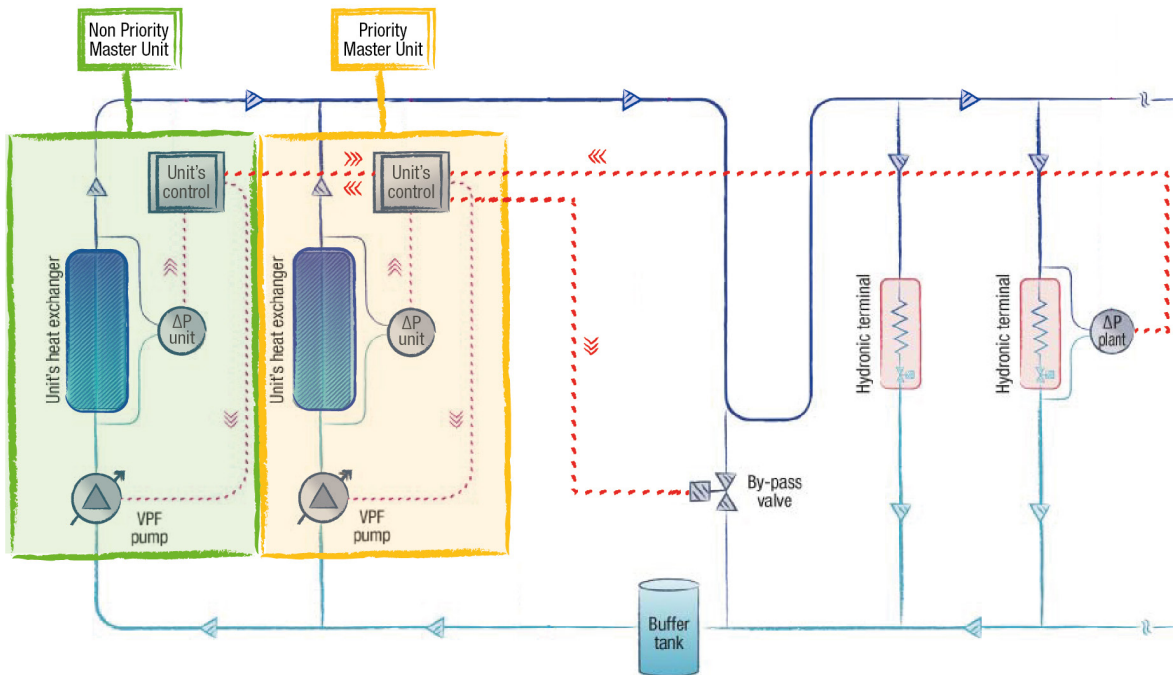 Non Priority
Master Unit
Priority
Master Unit
Unit's
control
Unit's
control
Unit's heat exchanger
ΔP
unit
Unit's heat exchanger
ΔP
unit
Hydronic terminal
Hydronic terminal
ΔP
plant
VPF
pump
VPF
pump
By-pass
valve
Buffer
tank